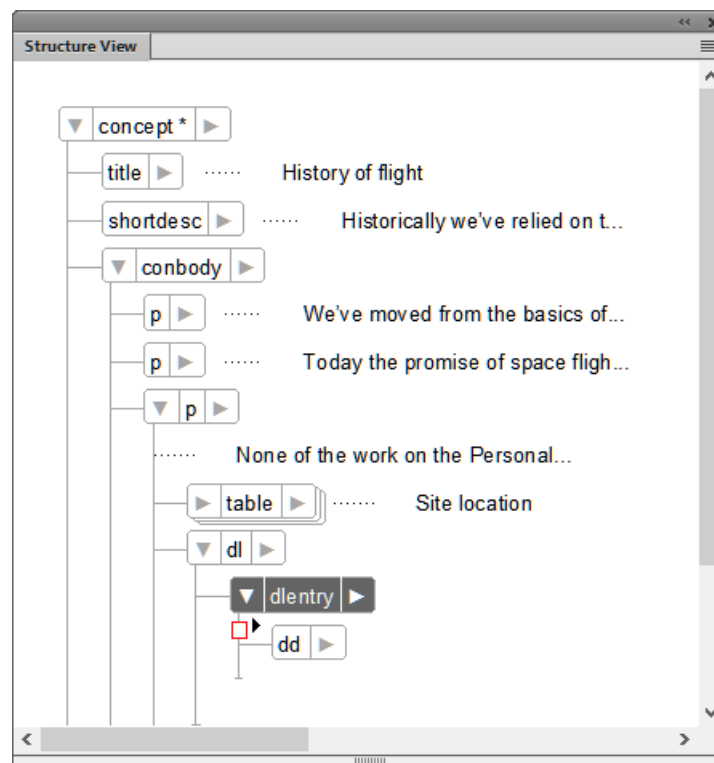 Structure View
concept *
title ...... History of flight
shortdesc ...... Historically we've relied on t...
conbody
p ...... We've moved from the basics of...
p ...... Today the promise of space fligh...
p
...... None of the work on the Personal...
table ...... Site location
dl
dlentry
dd